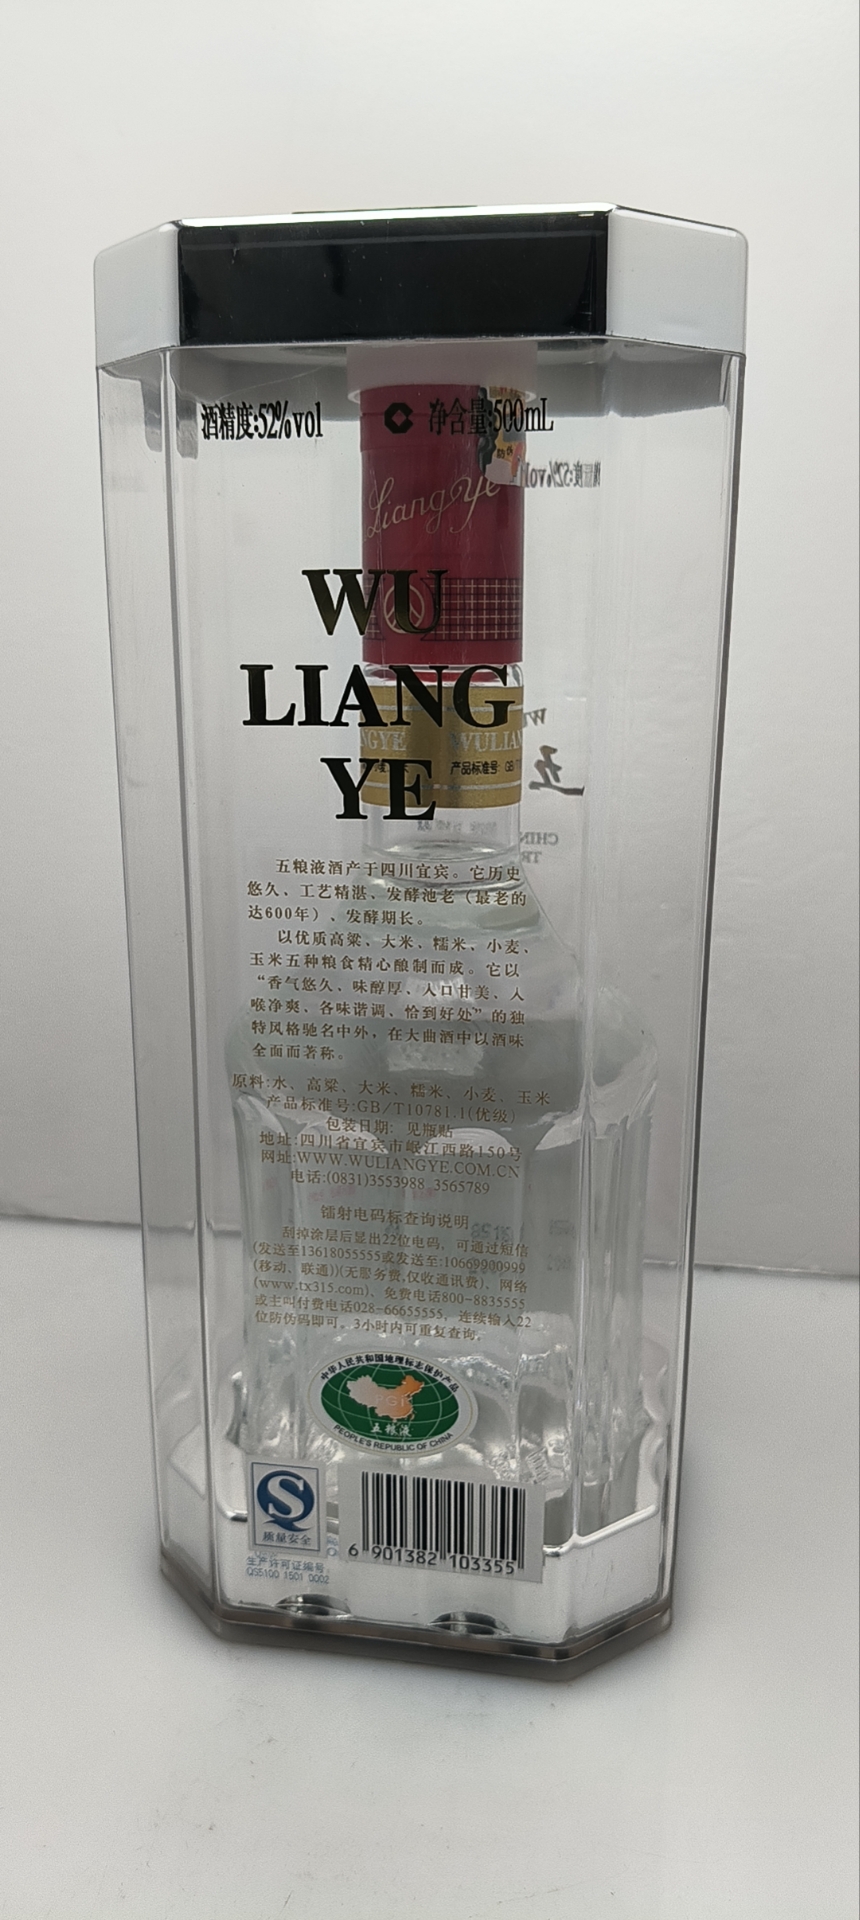 酒精度:52%vol
净含量:500mL
Liang Ye
WU
LIANG
YE
WULIAN
产品标准号: GB/
五粮液酒产于四川宜宾。它历史
悠久、工艺精湛、发酵池老（最老的
达600年）、发酵期长。
以优质高粱、大米、糯米、小麦、
玉米五种粮食精心酿制而成。它以
“香气悠久、味醇厚、入口甘美、入
喉净爽、各味谐调、恰到好处”的独
特风格驰名中外，在大曲酒中以酒味
全面而著称。
原料:水、高粱、大米、糯米、小麦、玉米
产品标准号:GB/T10781.1(优级)
包装日期: 见瓶贴
地址:四川省宜宾市岷江西路150号
网址:WWW.WULIANGYE.COM.CN
电话:(0831)3553988 3565789
镭射电码标查询说明
刮掉涂层后显出22位电码，可通过短信
(发送至13618055555或发送至:10669900999
(移动、联通))(无服务费,仅收通讯费)、网络
(www.tx315.com)、免费电话800-8835555
或主叫付费电话028-66655555，连续输入22
位防伪码即可。3小时内可重复查询。
中华人民共和国地理标志保护产品
PGI
五粮液
PEOPLE'S REPUBLIC OF CHINA
质量安全
生产许可证编号:
QS5100 1501 0002
6 901382 103355